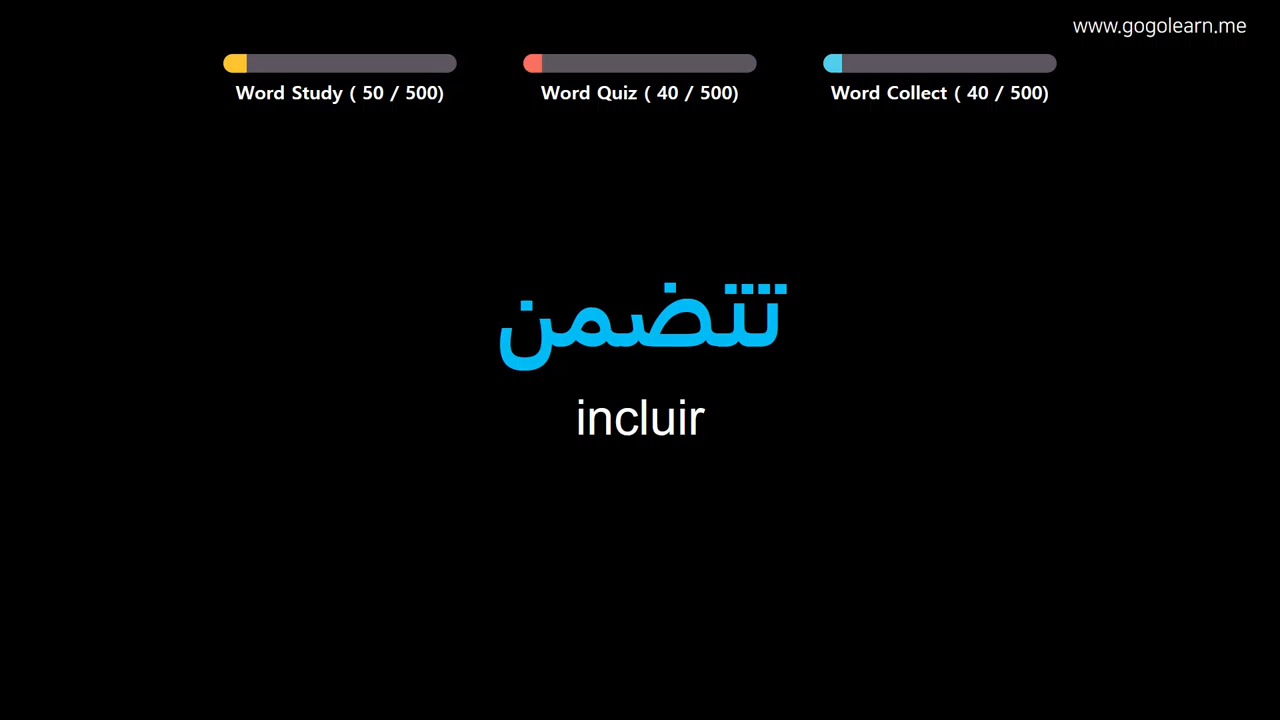 www.gogolearn.me
Word Study ( 50 / 500)
Word Quiz ( 40 / 500)
Word Collect ( 40 / 500)
تتضمن
incluir